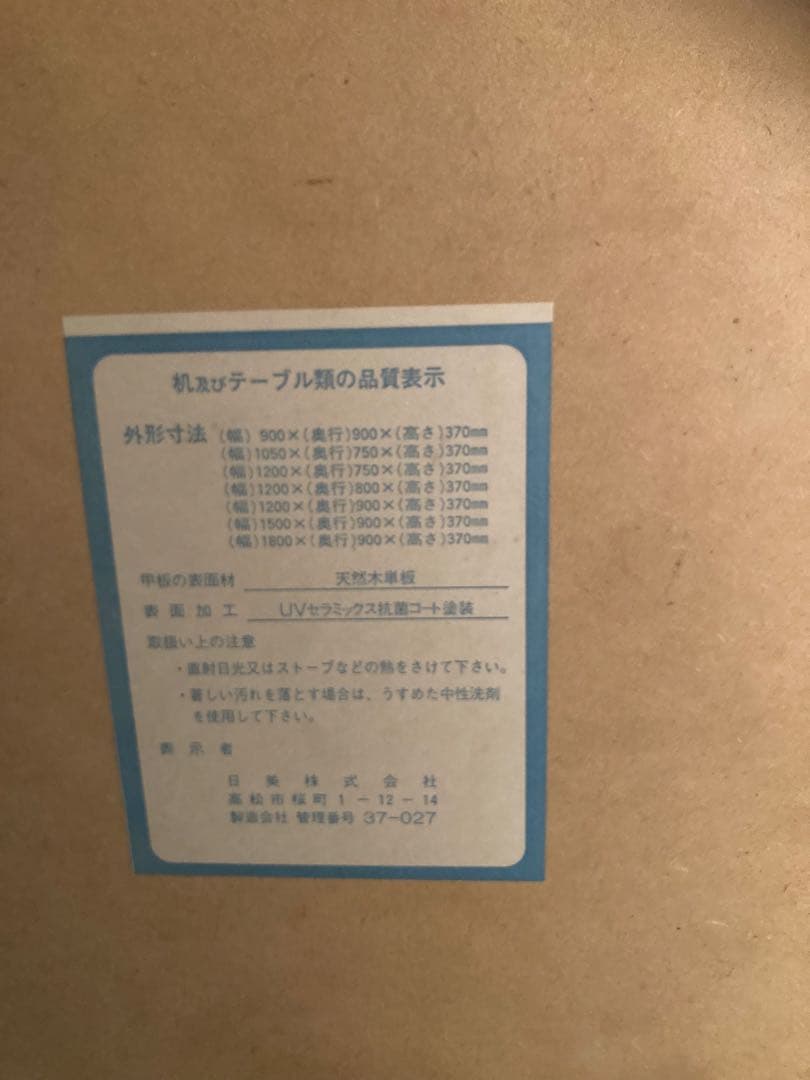 机及びテーブル類の品質表示
外形寸法 (幅) 900×(奥行)900×(高さ)370mm
(幅)1050×(奥行)750×(高さ)370mm
(幅)1200×(奥行)750×(高さ)370mm
(幅)1200×(奥行)800×(高さ)370mm
(幅)1200×(奥行)900×(高さ)370mm
(幅)1500×(奥行)900×(高さ)370mm
(幅)1800×(奥行)900×(高さ)370mm
甲板の表面材 天然木単板
表面加工 UVセラミックス抗菌コート塗装
取扱い上の注意
・直射日光又はストーブなどの熱をさけて下さい。
・著しい汚れを落とす場合は、うすめた中性洗剤
を使用して下さい。
表示者
日美株式会社
高松市桜町1-12-14
製造会社 管理番号 37-027